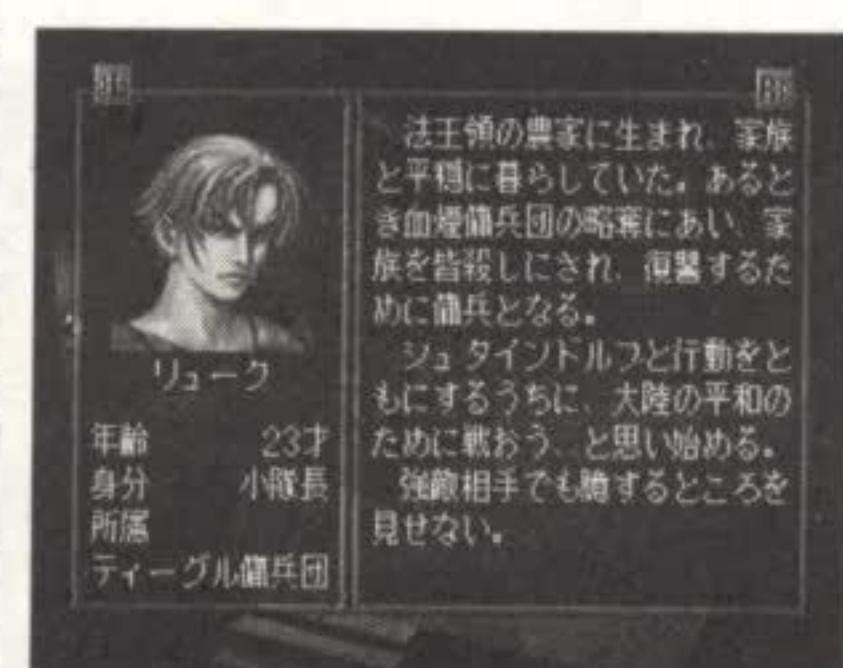 リューク
年齢 23才
身分 小隊長
所属
ティーグル傭兵団
法王領の農家に生まれ、家族
と平穏に暮らしていた。あると
き血煙傭兵団の略奪にあい、家
族を皆殺しにされ、復讐するた
めに傭兵となる。
シュタインドルフと行動をと
もにするうちに、大陸の平和の
ために戦おう、と思い始める。
強敵相手でも臆するところを
見せない。